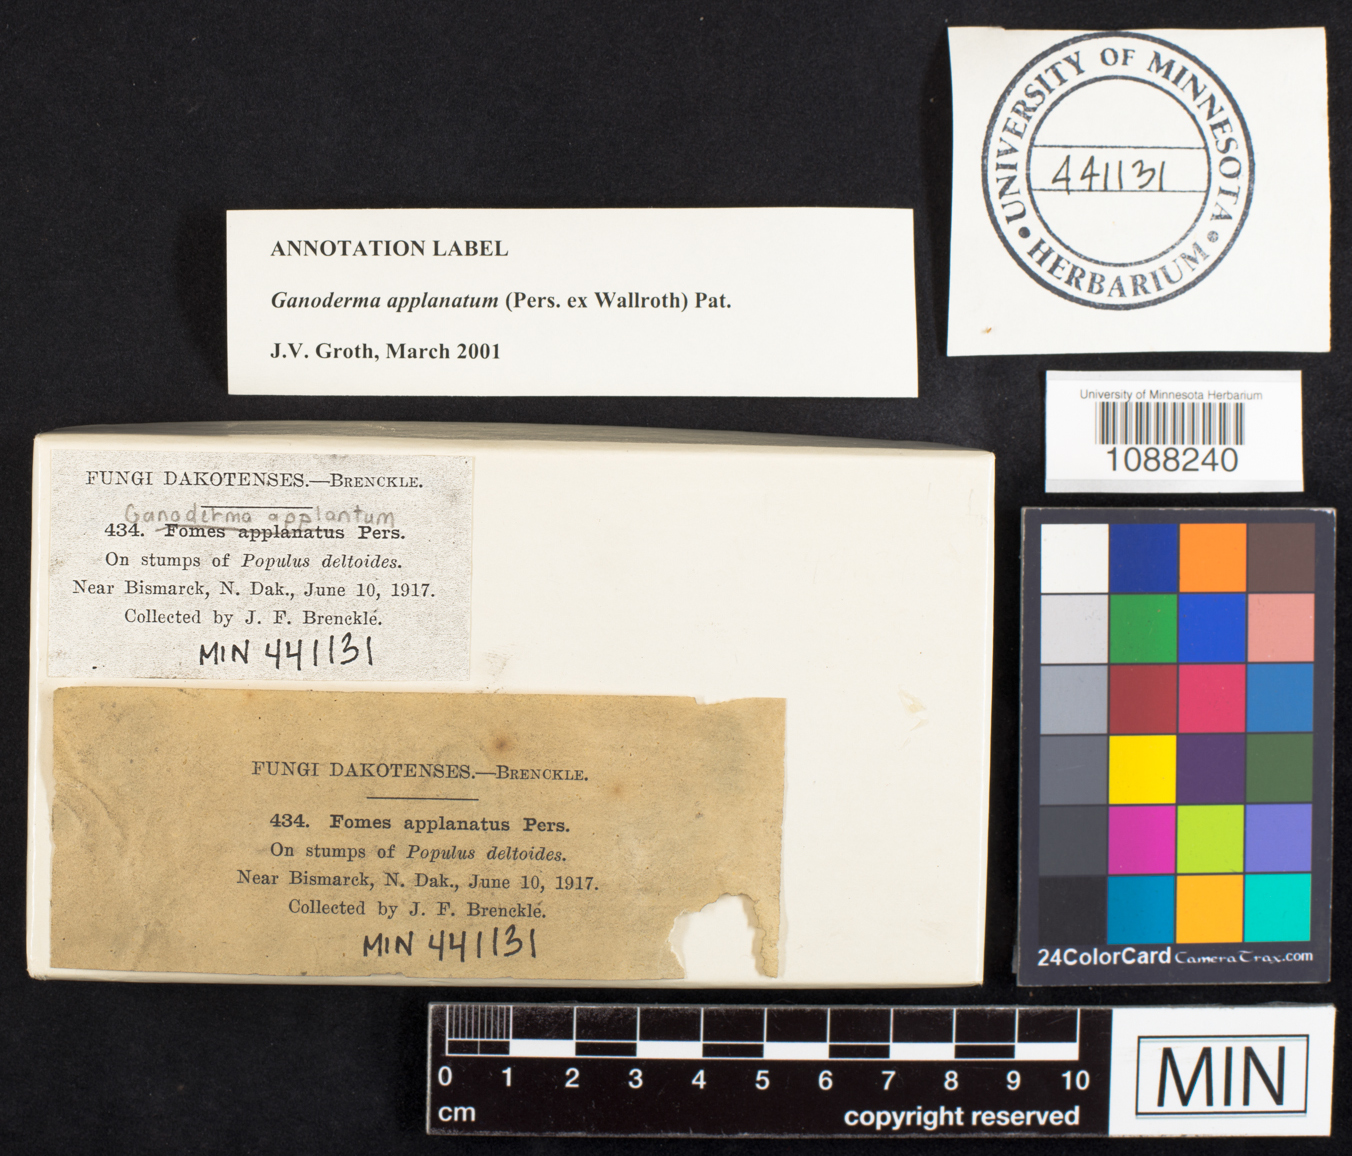 UNIVERSITY OF MINNESOTA
441131
• HERBARIUM •
ANNOTATION LABEL
Ganoderma applanatum (Pers. ex Wallroth) Pat.
J.V. Groth, March 2001
University of Minnesota Herbarium
1088240
FUNGI DAKOTENSES.—BRENCKLE.
Ganoderma applantum
434. Fomes applanatus Pers.
On stumps of Populus deltoides.
Near Bismarck, N. Dak., June 10, 1917.
Collected by J. F. Brenckle.
MIN 441131
FUNGI DAKOTENSES.—BRENCKLE.
434. Fomes applanatus Pers.
On stumps of Populus deltoides.
Near Bismarck, N. Dak., June 10, 1917.
Collected by J. F. Brenckle.
MIN 441131
24ColorCard CameraTrax.com
0 1 2 3 4 5 6 7 8 9 10
cm
copyright reserved
MIN